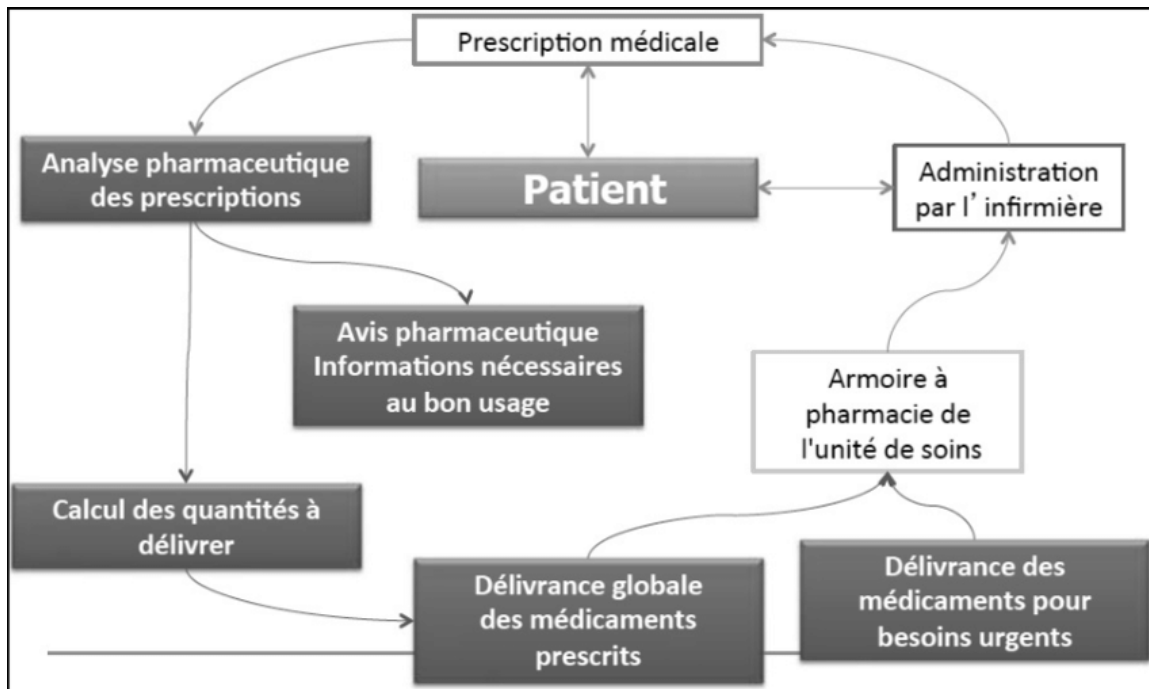 Prescription médicale
Analyse pharmaceutique
des prescriptions
Patient
Administration
par l’ infirmière
Avis pharmaceutique
Informations nécessaires
au bon usage
Armoire à
pharmacie de
l'unité de soins
Calcul des quantités à
délivrer
Délivrance globale
des médicaments
prescrits
Délivrance des
médicaments pour
besoins urgents